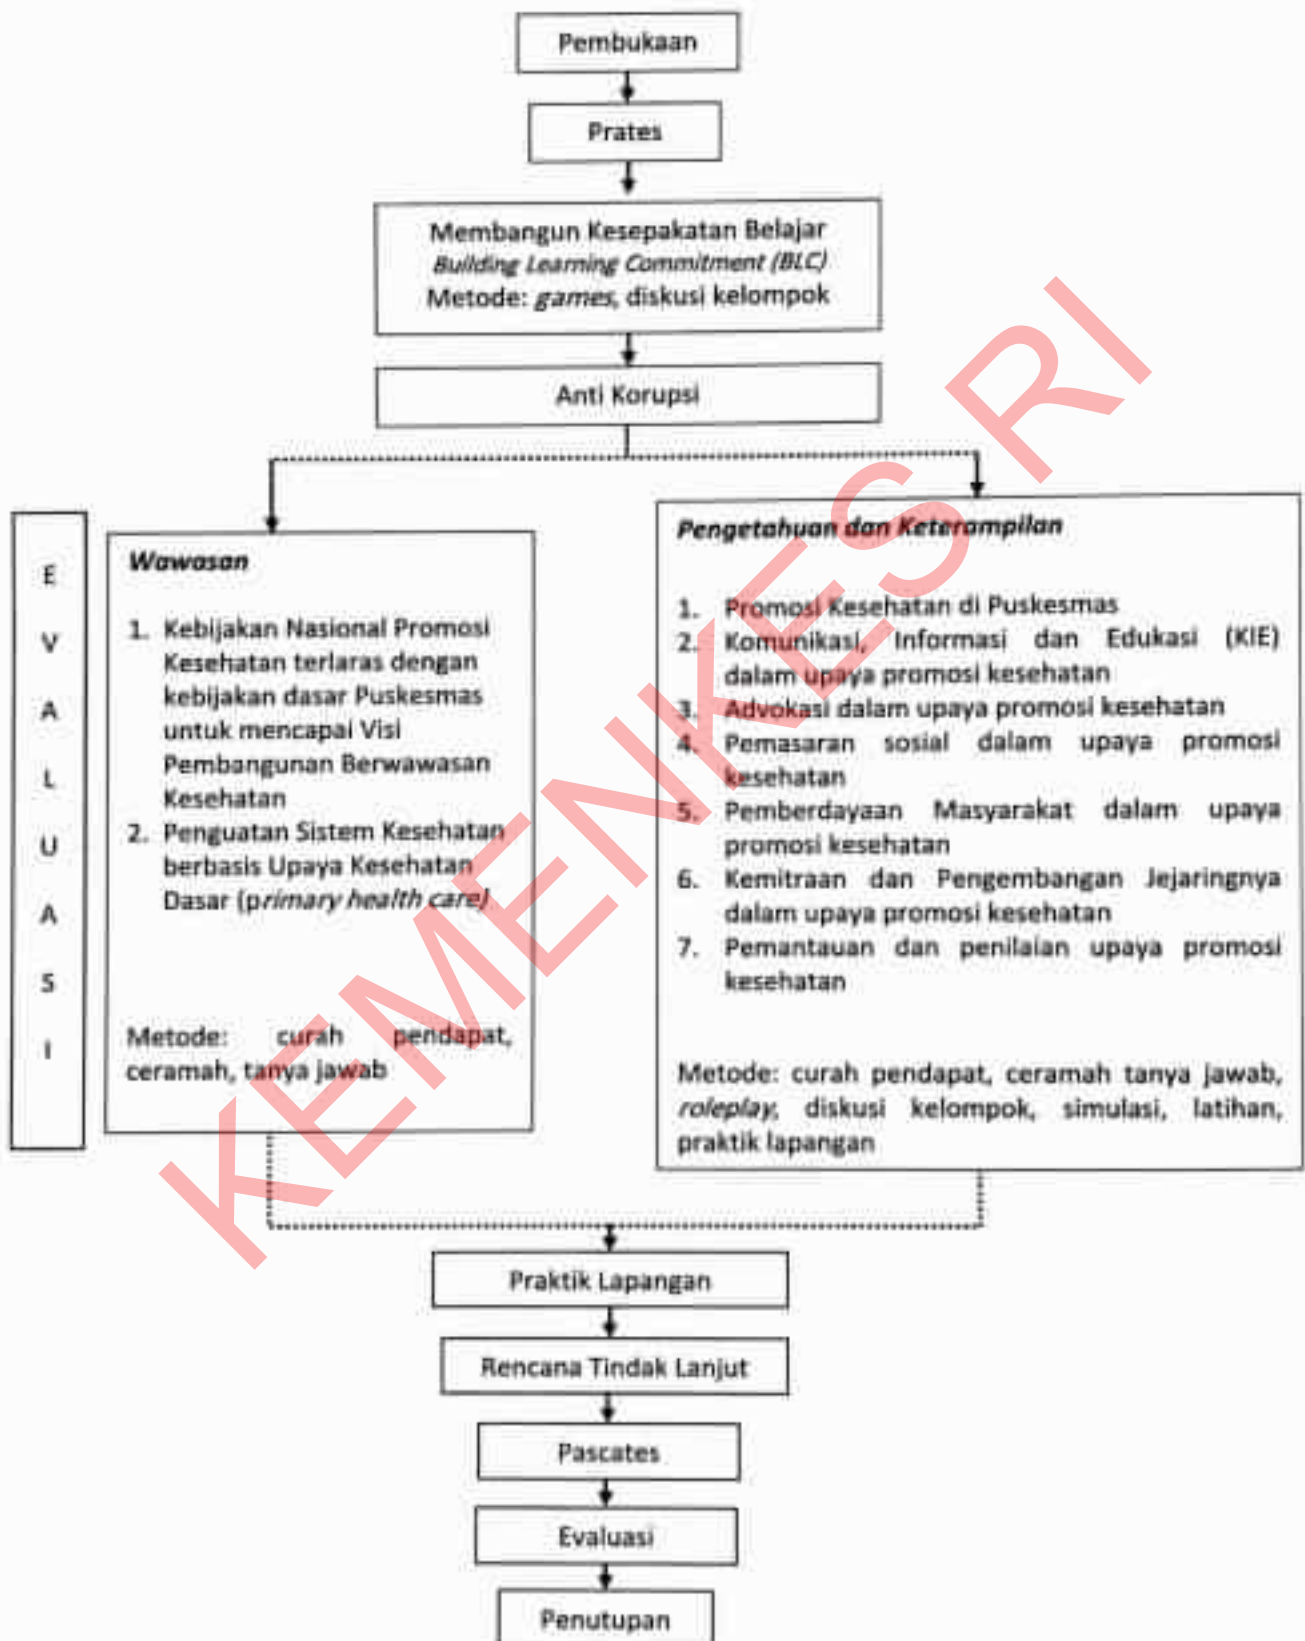 Pembukaan
Prates
Membangun Kesepakatan Belajar
Building Learning Commitment (BLC)
Metode: games, diskusi kelompok
Anti Korupsi
E
V
A
L
U
A
S
I
Wawasan
1. Kebijakan Nasional Promosi
Kesehatan terlaras dengan
kebijakan dasar Puskesmas
untuk mencapai Visi
Pembangunan Berwawasan
Kesehatan
2. Penguatan Sistem Kesehatan
berbasis Upaya Kesehatan
Dasar (primary health care)
Metode: curah pendapat,
ceramah, tanya jawab
Pengetahuan dan Keterampilan
1. Promosi Kesehatan di Puskesmas
2. Komunikasi, Informasi dan Edukasi (KIE)
dalam upaya promosi kesehatan
3. Advokasi dalam upaya promosi kesehatan
4. Pemasaran sosial dalam upaya promosi
kesehatan
5. Pemberdayaan Masyarakat dalam upaya
promosi kesehatan
6. Kemitraan dan Pengembangan Jejaringnya
dalam upaya promosi kesehatan
7. Pemantauan dan penilaian upaya promosi
kesehatan
Metode: curah pendapat, ceramah tanya jawab,
roleplay, diskusi kelompok, simulasi, latihan,
praktik lapangan
Praktik Lapangan
Rencana Tindak Lanjut
Pascates
Evaluasi
Penutupan
KEMENKES RI